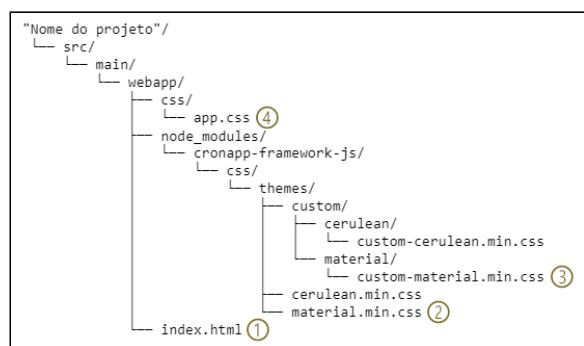 "Nome do projeto"/
└── src/
└── main/
└── webapp/
├── css/
│ └── app.css ④
├── node_modules/
│ └── cronapp-framework-js/
│ └── css/
│ └── themes/
│ ├── custom/
│ │ ├── cerulean/
│ │ │ └── custom-cerulean.min.css
│ │ └── material/
│ │ └── custom-material.min.css ③
│ ├── cerulean.min.css
│ └── material.min.css ②
└── index.html ①